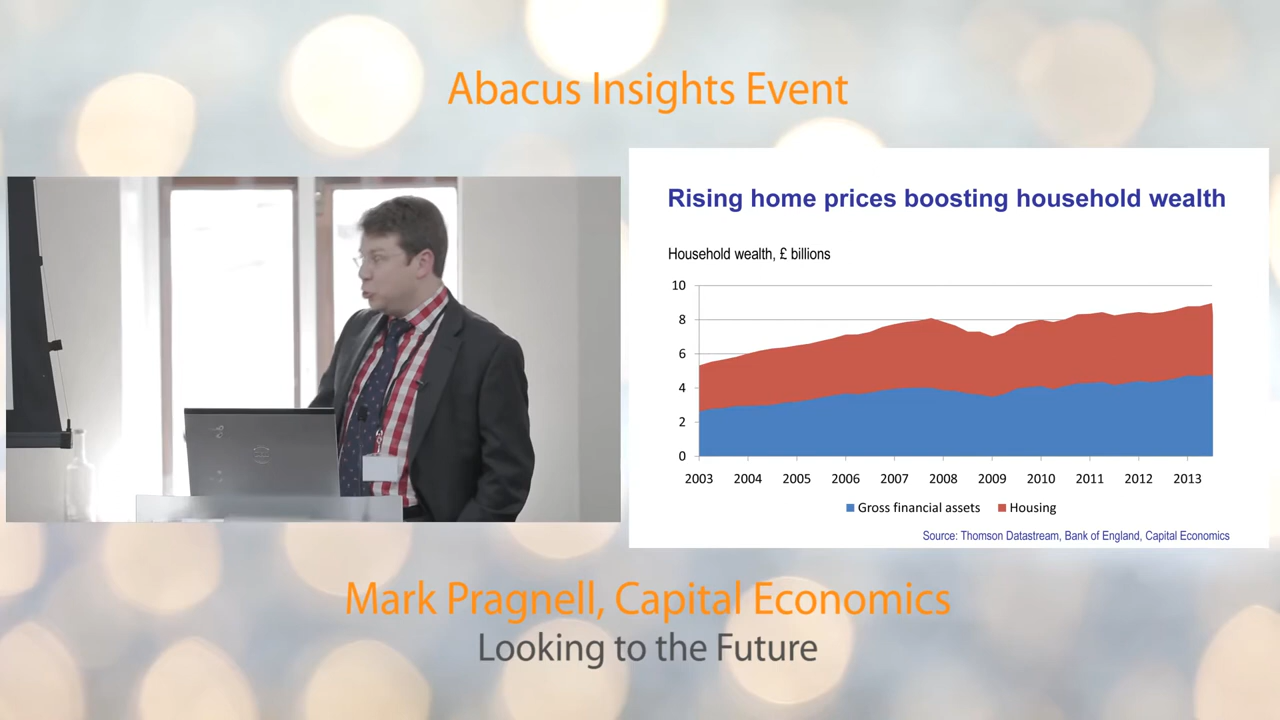 Abacus Insights Event
Rising home prices boosting household wealth
Household wealth, £ billions
10
8
6
4
2
0
2003 2004 2005 2006 2007 2008 2009 2010 2011 2012 2013
Gross financial assets Housing
Source: Thomson Datastream, Bank of England, Capital Economics
Mark Pragnell, Capital Economics
Looking to the Future